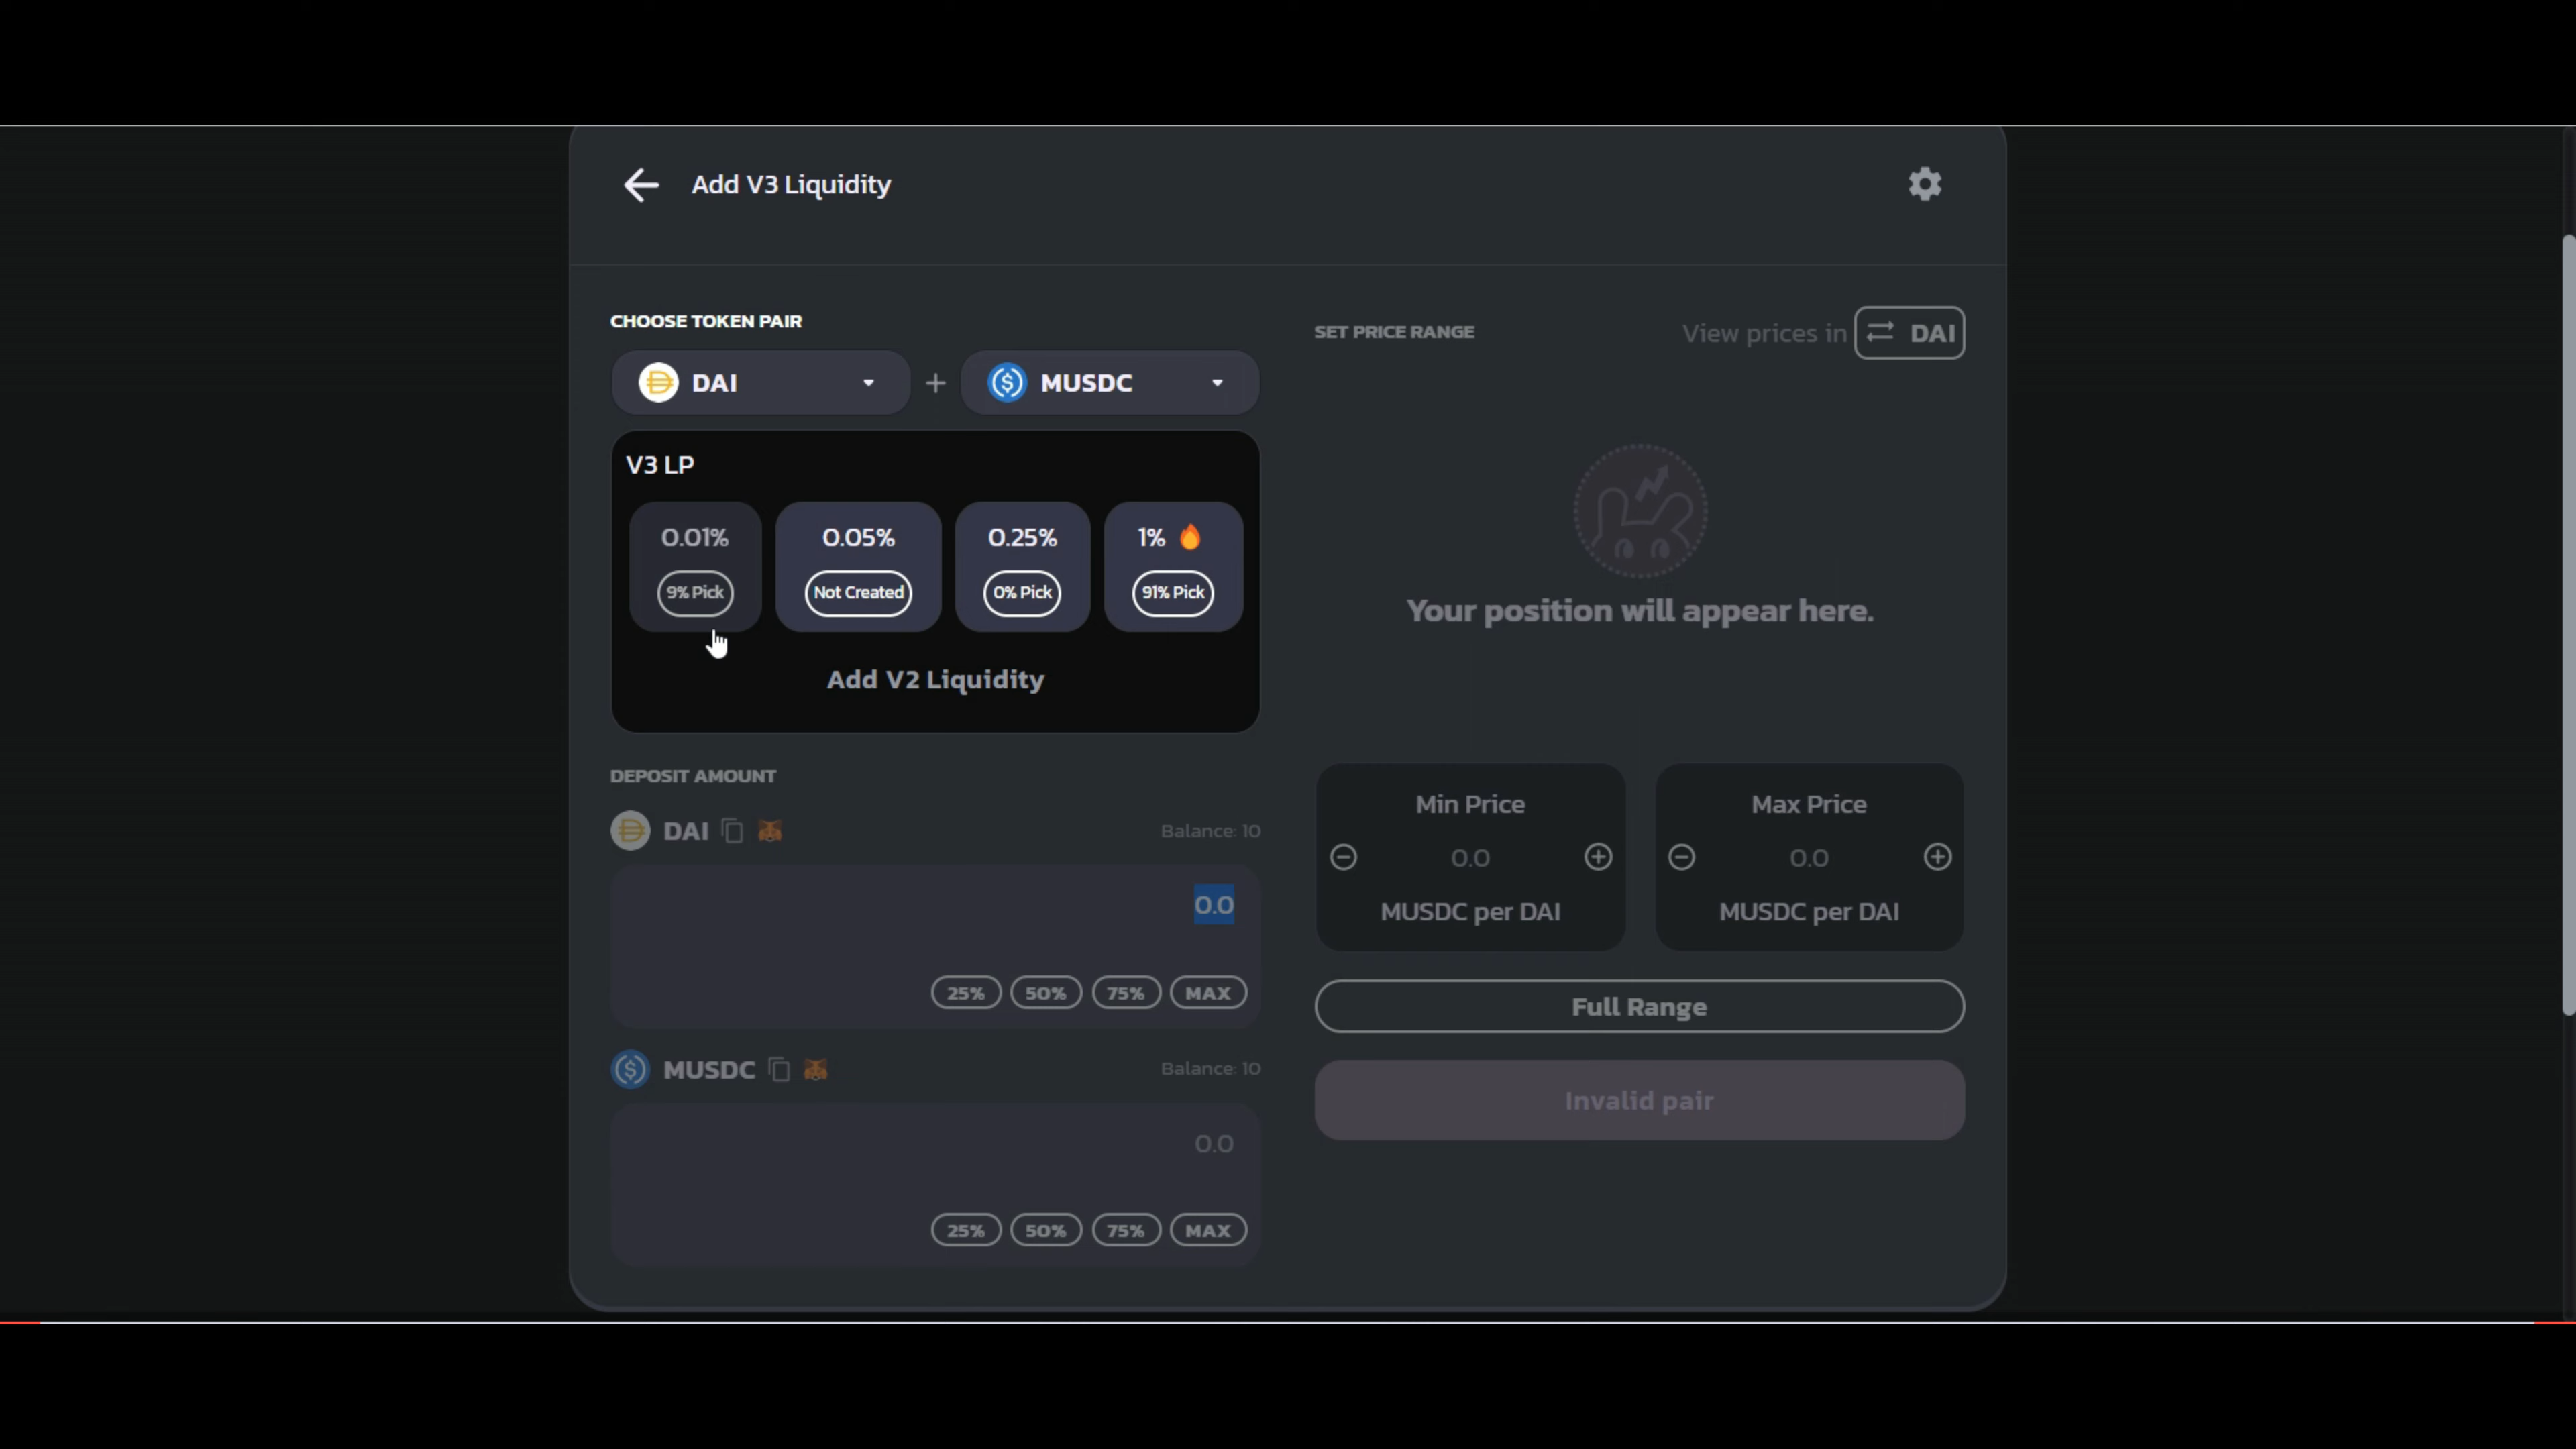 Add V3 Liquidity
CHOOSE TOKEN PAIR
DAI + MUSDC
V3 LP
0.01% 0.05% 0.25% 1%
9% Pick Not Created 0% Pick 91% Pick
Add V2 Liquidity
DEPOSIT AMOUNT
DAI Balance: 10
0.0
25% 50% 75% MAX
MUSDC Balance: 10
0.0
25% 50% 75% MAX
SET PRICE RANGE View prices in DAI
Your position will appear here.
Min Price Max Price
0.0 0.0
MUSDC per DAI MUSDC per DAI
Full Range
Invalid pair